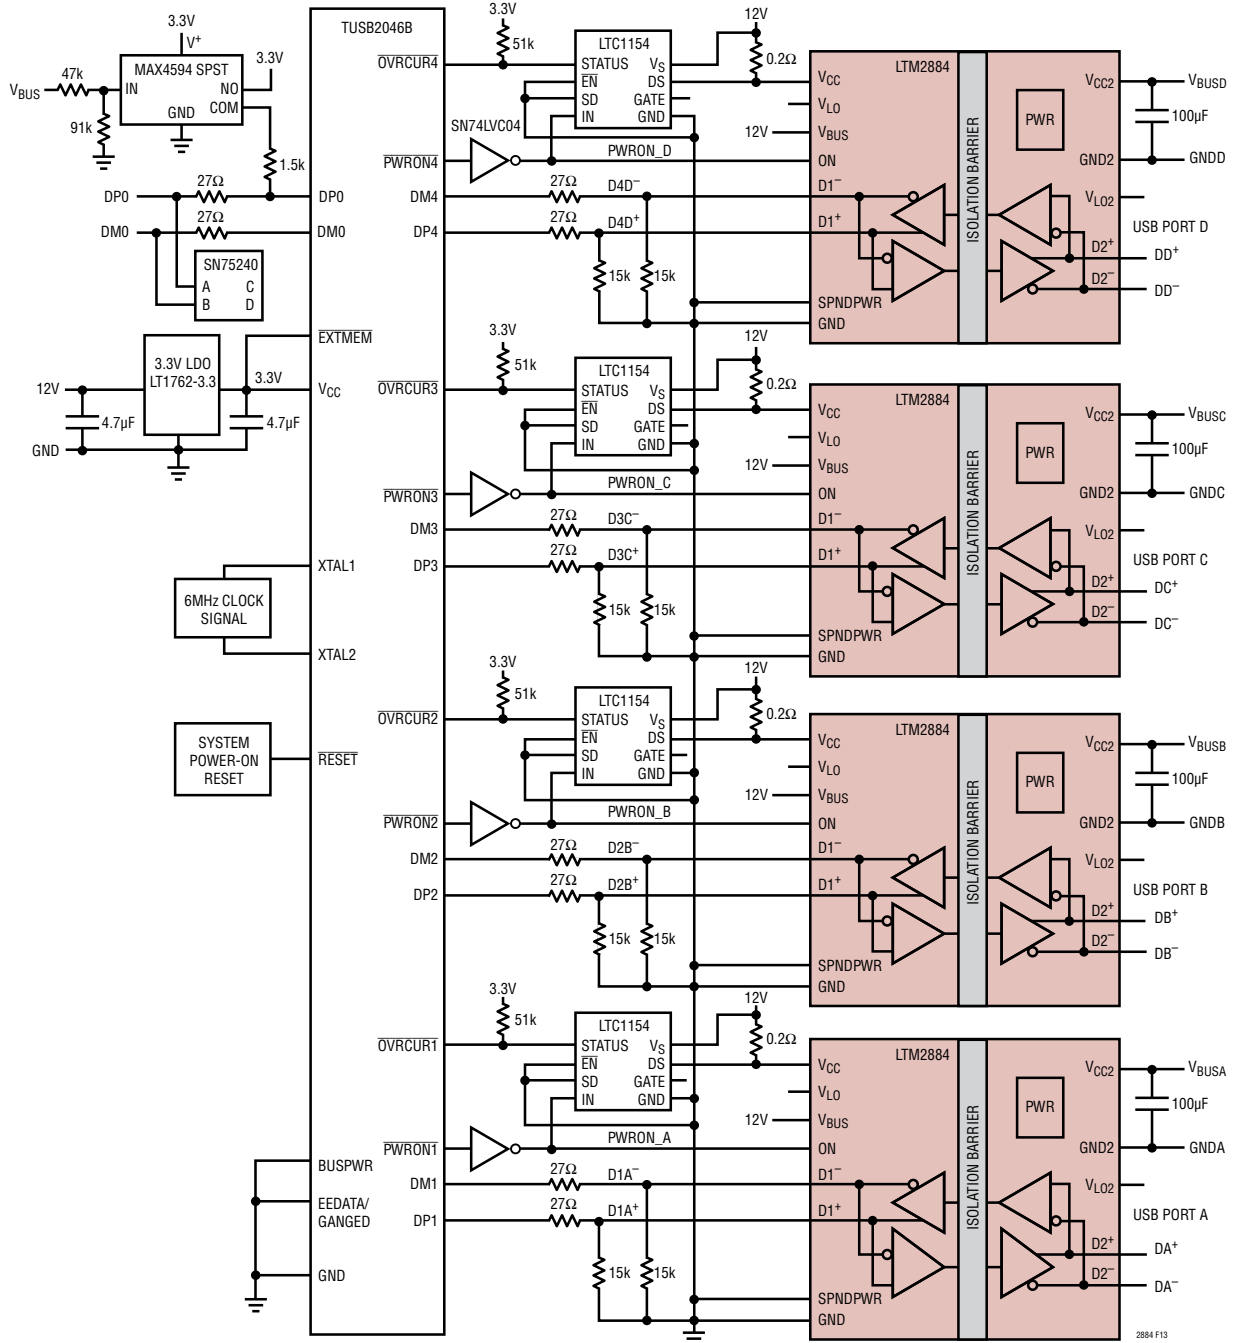 TUSB2046B
3.3V
V+
MAX4594 SPST
IN
NO
COM
GND
3.3V
VBUS
47k
91k
1.5k
DP0
27Ω
DP0
DM0
27Ω
DM0
SN75240
A C
B D
EXTMEM
3.3V LDO
LT1762-3.3
12V
3.3V
VCC
4.7µF
4.7µF
GND
XTAL1
6MHz CLOCK
SIGNAL
XTAL2
SYSTEM
POWER-ON
RESET
RESET
BUSPWR
EEDATA/
GANGED
GND
3.3V
51k
OVRCUR4
LTC1154
STATUS VS
EN DS
SD GATE
IN GND
12V
0.2Ω
SN74LVC04
PWRON4
PWRON_D
12V
DM4
27Ω
D4D−
DP4
27Ω
D4D+
15k
15k
LTM2884
VCC
VLO
VBUS
ON
D1−
D1+
SPNDPWR
GND
ISOLATION BARRIER
PWR
VCC2
GND2
VLO2
D2+
D2−
VBUSD
100µF
GNDD
USB PORT D
DD+
DD−
3.3V
51k
OVRCUR3
LTC1154
STATUS VS
EN DS
SD GATE
IN GND
12V
0.2Ω
PWRON3
PWRON_C
12V
DM3
27Ω
D3C−
DP3
27Ω
D3C+
15k
15k
LTM2884
VCC
VLO
VBUS
ON
D1−
D1+
SPNDPWR
GND
ISOLATION BARRIER
PWR
VCC2
GND2
VLO2
D2+
D2−
VBUSC
100µF
GNDC
USB PORT C
DC+
DC−
3.3V
51k
OVRCUR2
LTC1154
STATUS VS
EN DS
SD GATE
IN GND
12V
0.2Ω
PWRON2
PWRON_B
12V
DM2
27Ω
D2B−
DP2
27Ω
D2B+
15k
15k
LTM2884
VCC
VLO
VBUS
ON
D1−
D1+
SPNDPWR
GND
ISOLATION BARRIER
PWR
VCC2
GND2
VLO2
D2+
D2−
VBUSB
100µF
GNDB
USB PORT B
DB+
DB−
3.3V
51k
OVRCUR1
LTC1154
STATUS VS
EN DS
SD GATE
IN GND
12V
0.2Ω
PWRON1
PWRON_A
12V
DM1
27Ω
D1A−
DP1
27Ω
D1A+
15k
15k
LTM2884
VCC
VLO
VBUS
ON
D1−
D1+
SPNDPWR
GND
ISOLATION BARRIER
PWR
VCC2
GND2
VLO2
D2+
D2−
VBUSA
100µF
GNDA
USB PORT A
DA+
DA−
2884 F13